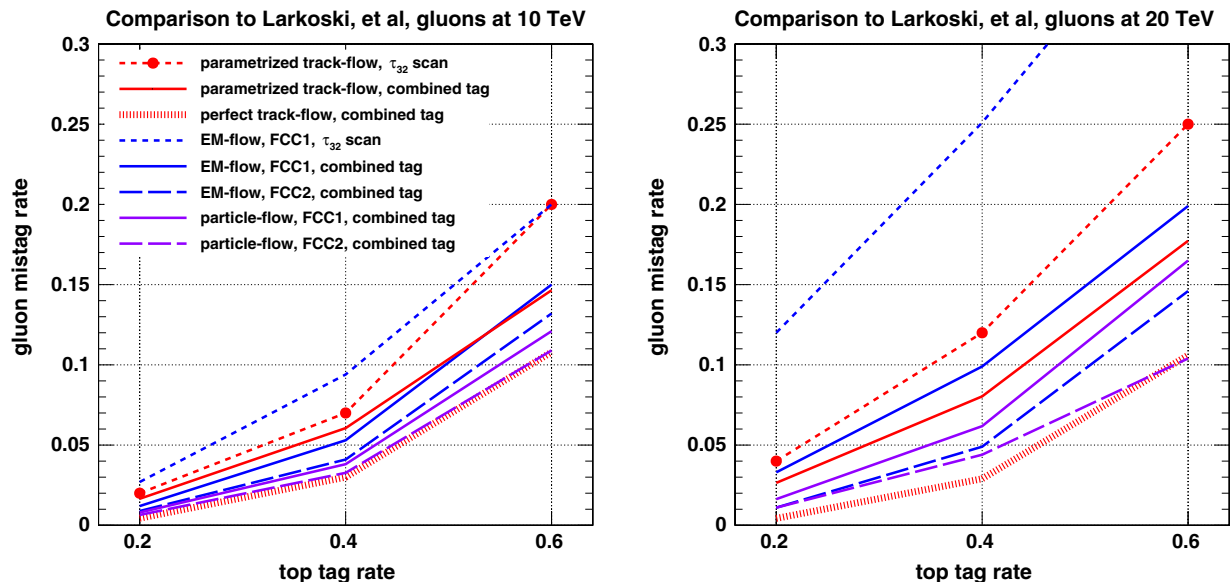 Comparison to Larkoski, et al, gluons at 10 TeV
gluon mistag rate
0.3
0.25
0.2
0.15
0.1
0.05
0
parametrized track-flow, τ32 scan
parametrized track-flow, combined tag
perfect track-flow, combined tag
EM-flow, FCC1, τ32 scan
EM-flow, FCC1, combined tag
EM-flow, FCC2, combined tag
particle-flow, FCC1, combined tag
particle-flow, FCC2, combined tag
0.2 0.4 0.6
top tag rate
Comparison to Larkoski, et al, gluons at 20 TeV
gluon mistag rate
0.3
0.25
0.2
0.15
0.1
0.05
0
0.2 0.4 0.6
top tag rate